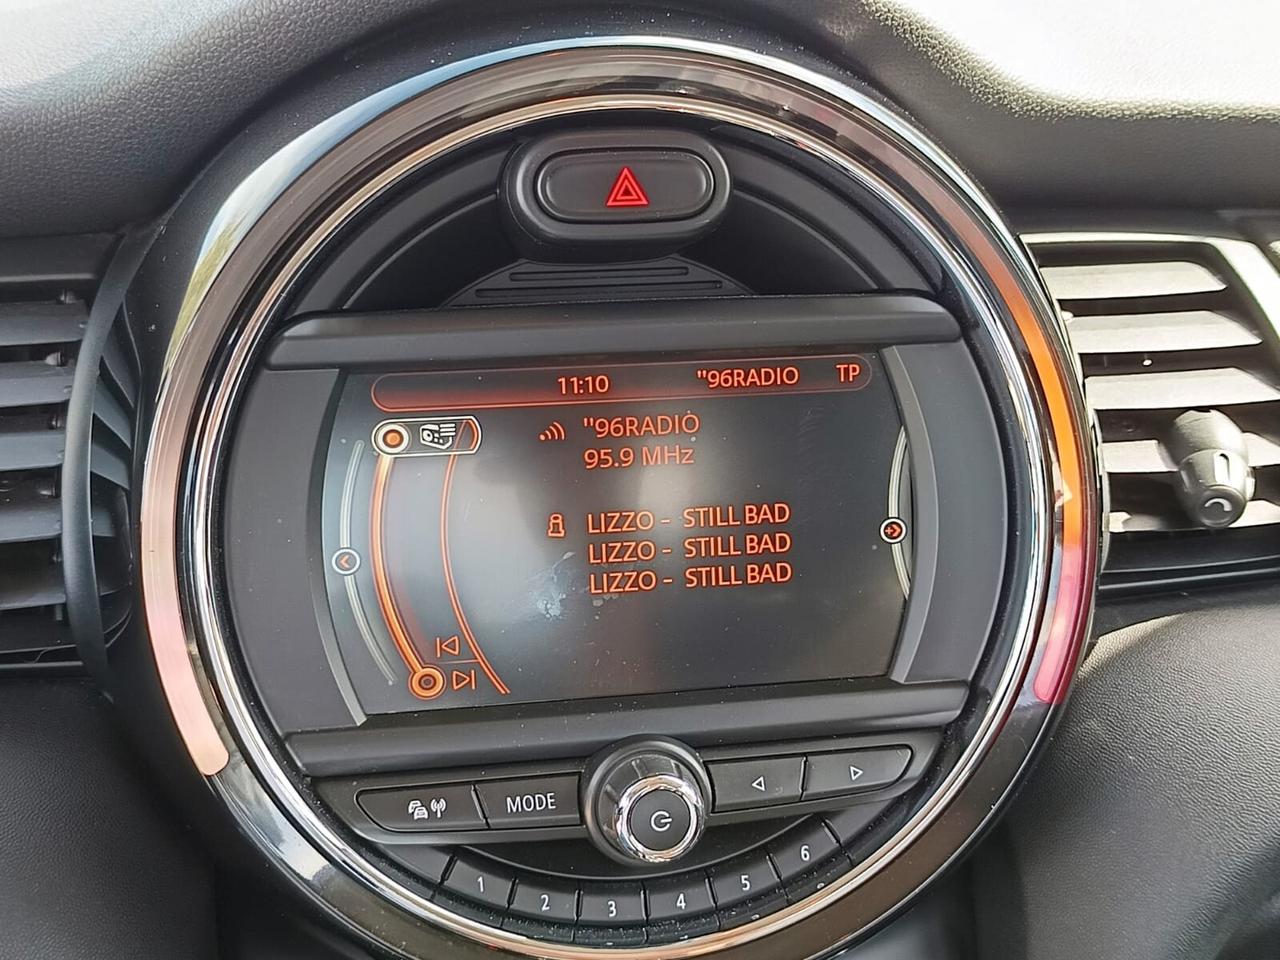 11:10 "96RADIO TP
"96RADIO
95.9 MHz
LIZZO - STILL BAD
LIZZO - STILL BAD
LIZZO - STILL BAD
MODE
1 2 3 4 5 6